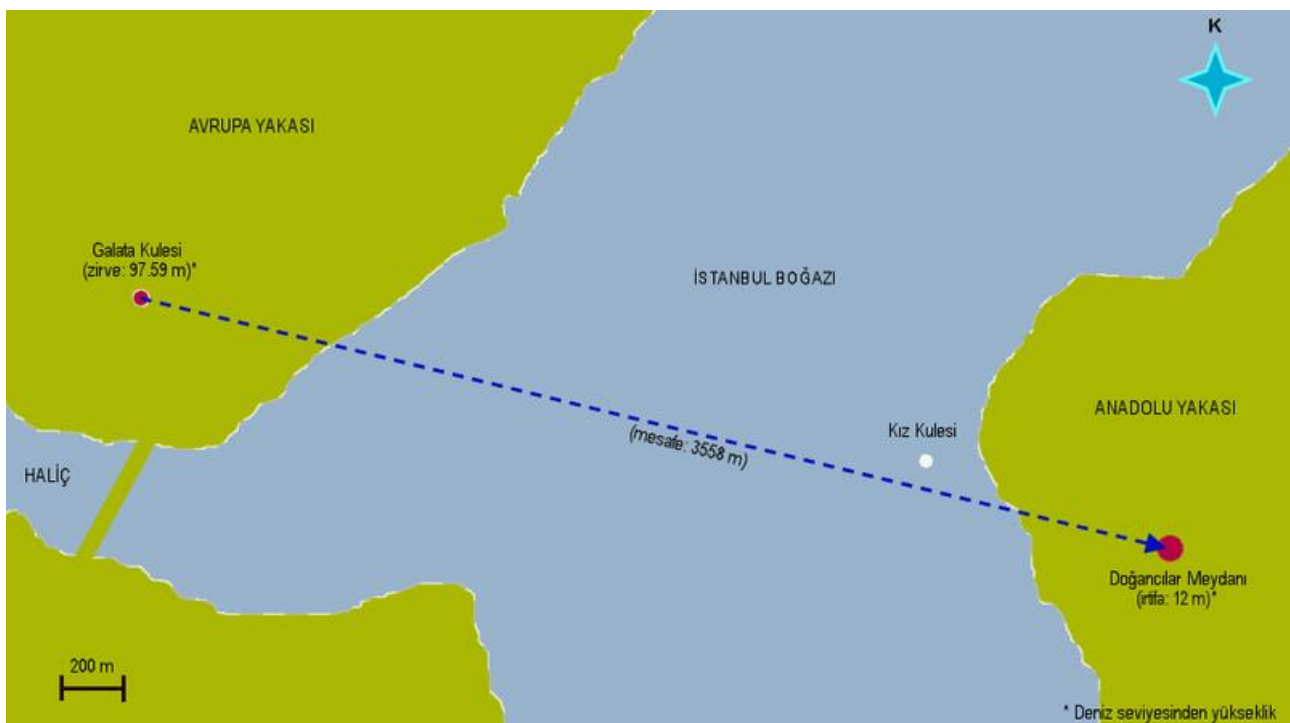 K
AVRUPA YAKASI
Galata Kulesi
(zirve: 97.59 m)*
İSTANBUL BOĞAZI
ANADOLU YAKASI
Kız Kulesi
(mesafe: 3558 m)
HALİÇ
Doğancılar Meydanı
(irtifa: 12 m)*
200 m
* Deniz seviyesinden yükseklik